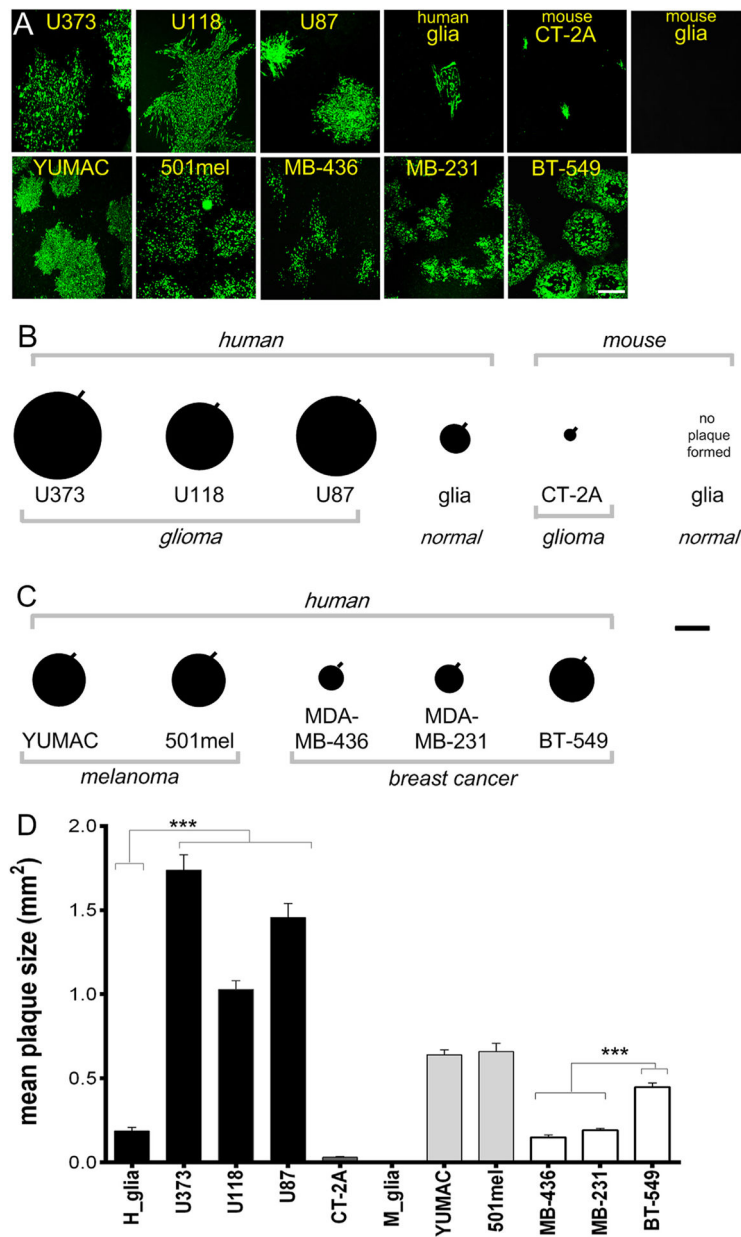 A
U373 U118 U87 human glia mouse CT-2A mouse glia
YUMAC 501mel MB-436 MB-231 BT-549
B
human mouse
no plaque formed
U373 U118 U87 glia CT-2A glia
glioma normal glioma normal
C
human
YUMAC 501mel MDA-MB-436 MDA-MB-231 BT-549
melanoma breast cancer
D
mean plaque size (mm²)
2.0
1.5
1.0
0.5
0.0
***
***
H_glia U373 U118 U87 CT-2A M_glia YUMAC 501mel MB-436 MB-231 BT-549